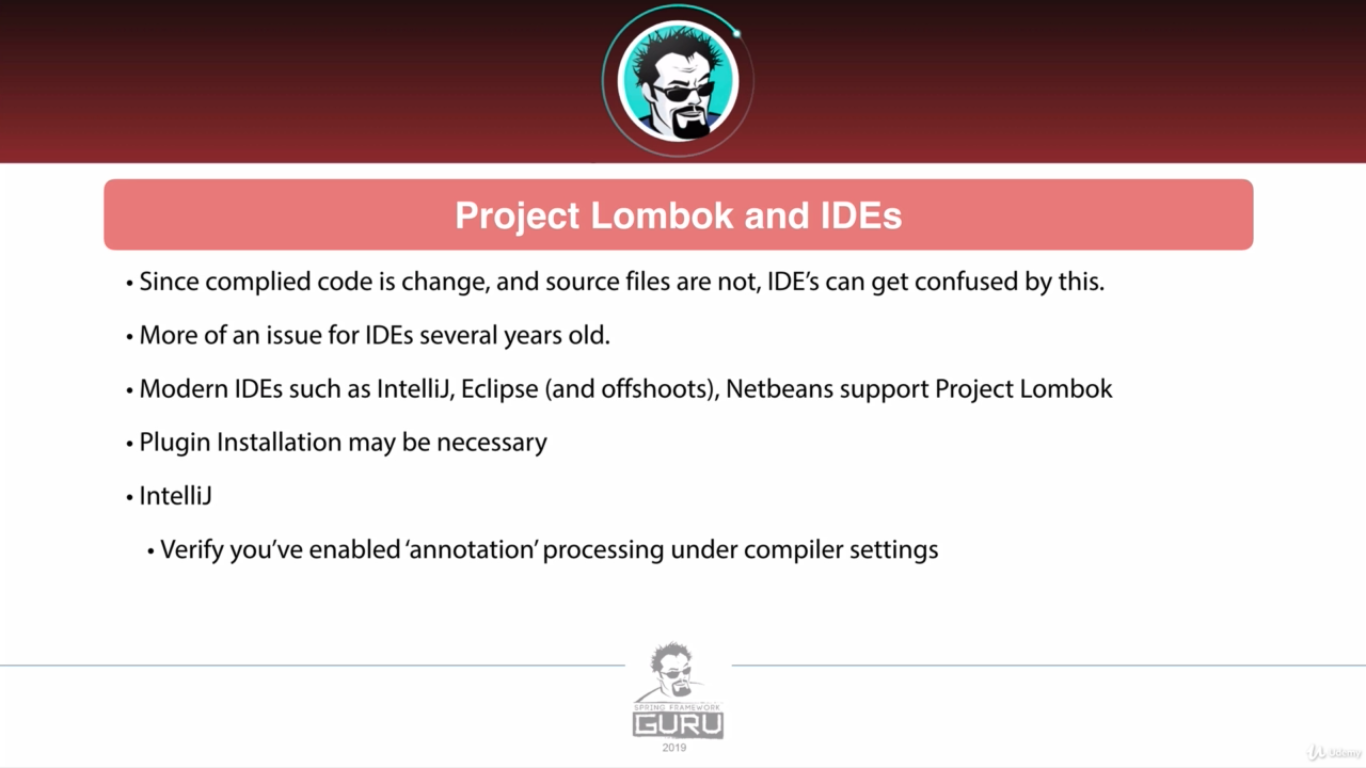 Project Lombok and IDEs
• Since complied code is change, and source files are not, IDE’s can get confused by this.
• More of an issue for IDEs several years old.
• Modern IDEs such as IntelliJ, Eclipse (and offshoots), Netbeans support Project Lombok
• Plugin Installation may be necessary
• IntelliJ
• Verify you’ve enabled ‘annotation’ processing under compiler settings
SPRING FRAMEWORK
GURU
2019
Udemy